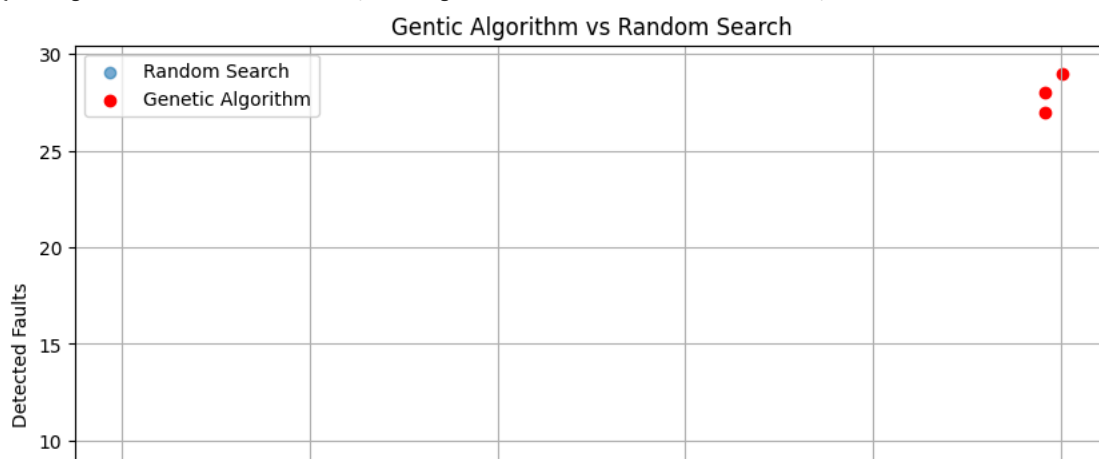 Gentic Algorithm vs Random Search
30
Random Search
Genetic Algorithm
25
20
Detected Faults
15
10